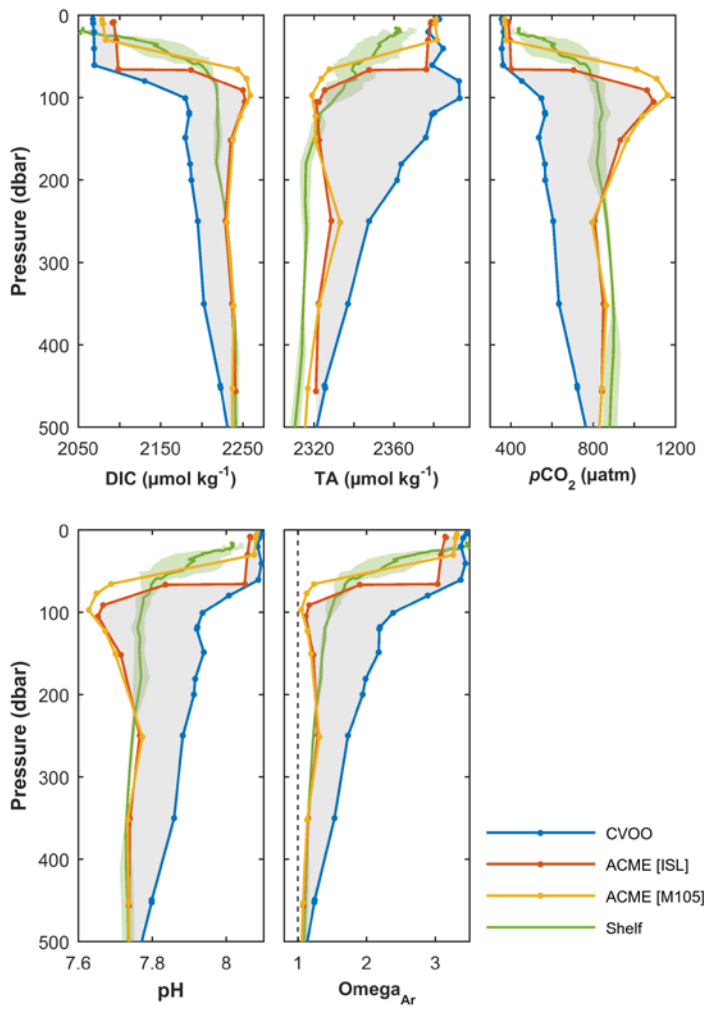 0
100
200
300
400
500
Pressure (dbar)
2050 2150 2250
DIC (µmol kg⁻¹)
2320 2360
TA (µmol kg⁻¹)
400 800 1200
pCO₂ (µatm)
0
100
200
300
400
500
Pressure (dbar)
7.6 7.8 8
pH
1 2 3
Omega_Ar
CVOO
ACME [ISL]
ACME [M105]
Shelf